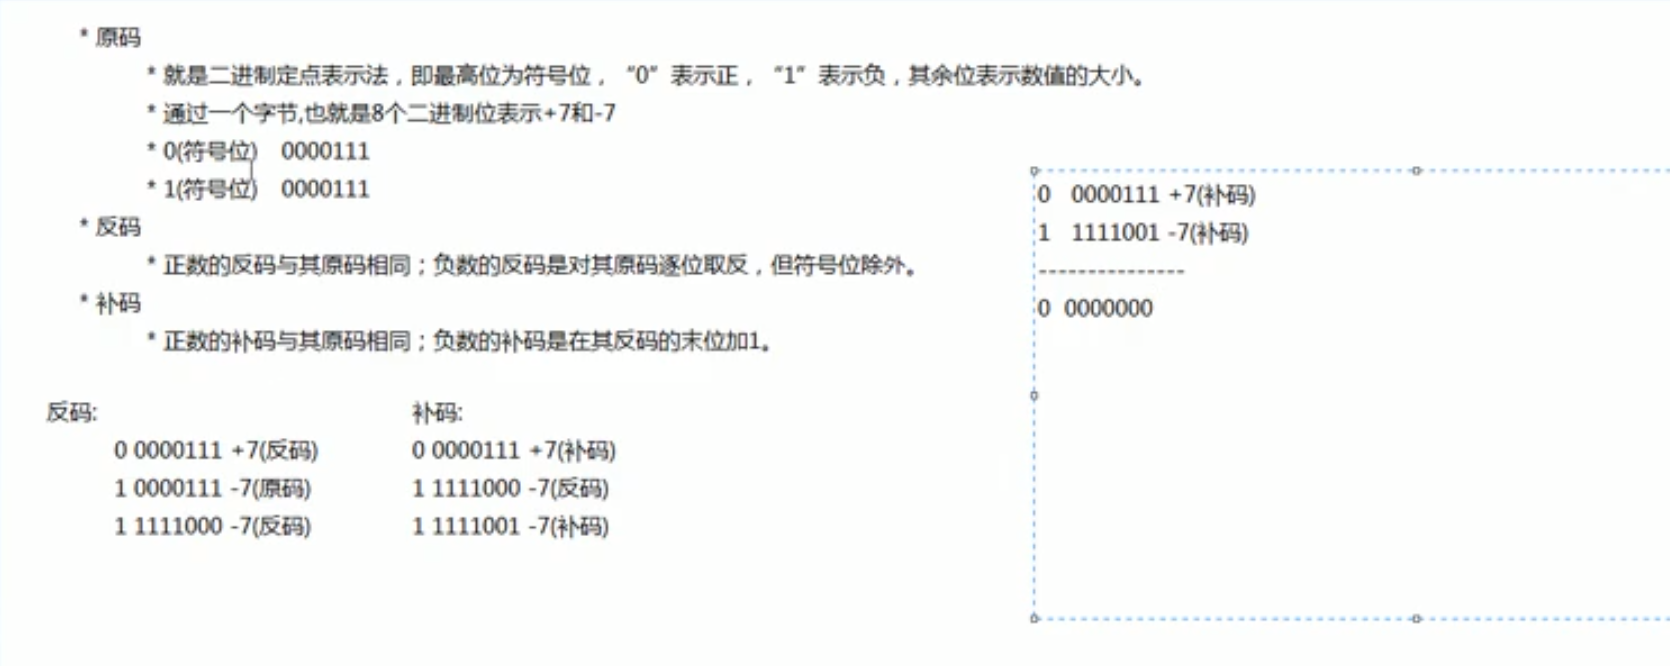 * 原码
* 就是二进制定点表示法，即最高位为符号位，“0”表示正，“1”表示负，其余位表示数值的大小。
* 通过一个字节,也就是8个二进制位表示+7和-7
* 0(符号位) 0000111
* 1(符号位) 0000111
* 反码
* 正数的反码与其原码相同；负数的反码是对其原码逐位取反，但符号位除外。
* 补码
* 正数的补码与其原码相同；负数的补码是在其反码的末位加1。
反码:
0 0000111 +7(反码)
1 0000111 -7(原码)
1 1111000 -7(反码)
补码:
0 0000111 +7(补码)
1 1111000 -7(反码)
1 1111001 -7(补码)
0 0000111 +7(补码)
1 1111001 -7(补码)
---------------
0 0000000